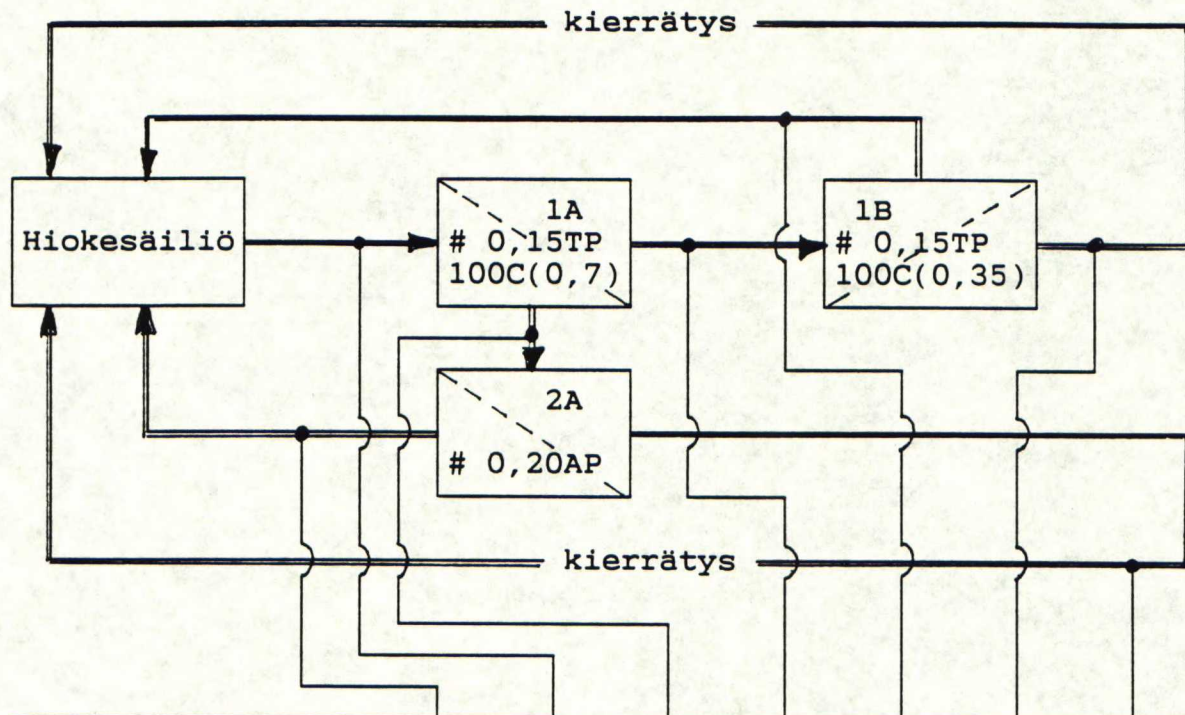 kierrätys
Hiokesäiliö
1A
# 0,15TP
100C(0,7)
1B
# 0,15TP
100C(0,35)
2A
# 0,20AP
kierrätys